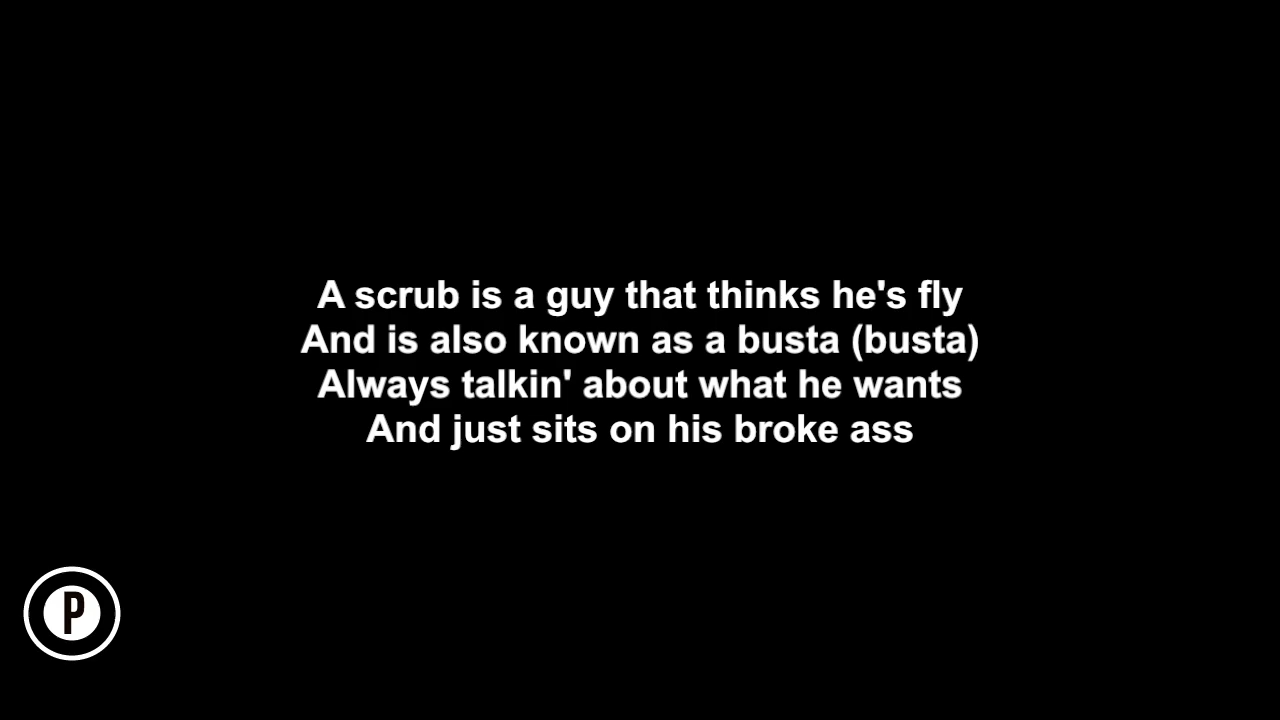 A scrub is a guy that thinks he's fly
And is also known as a busta (busta)
Always talkin' about what he wants
And just sits on his broke ass
P